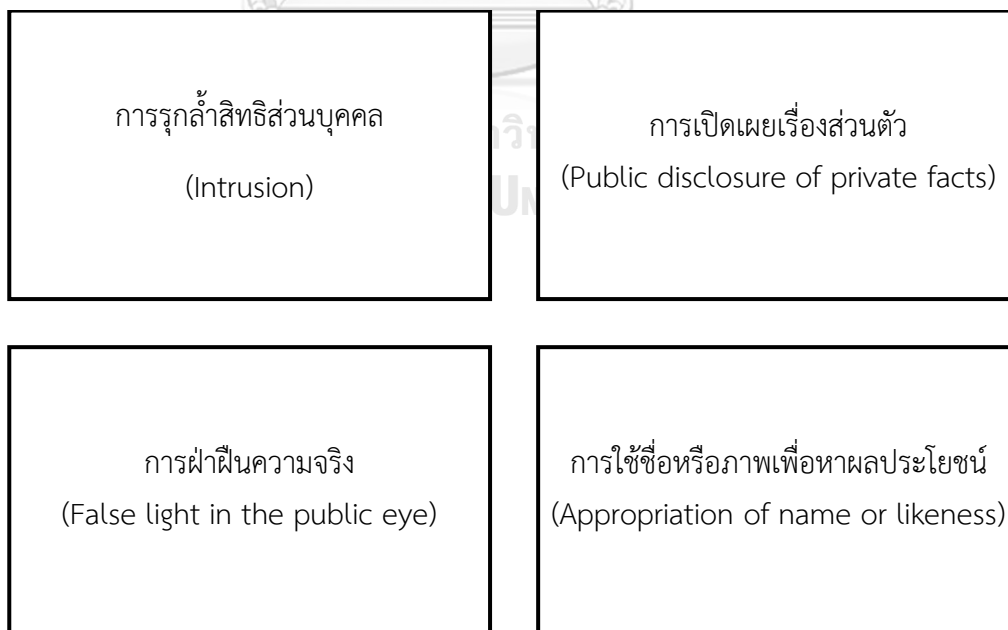 การรุกล้ำสิทธิส่วนบุคคล
(Intrusion)
การเปิดเผยเรื่องส่วนตัว
(Public disclosure of private facts)
การฝ่าฝืนความจริง
(False light in the public eye)
การใช้ชื่อหรือภาพเพื่อหาผลประโยชน์
(Appropriation of name or likeness)